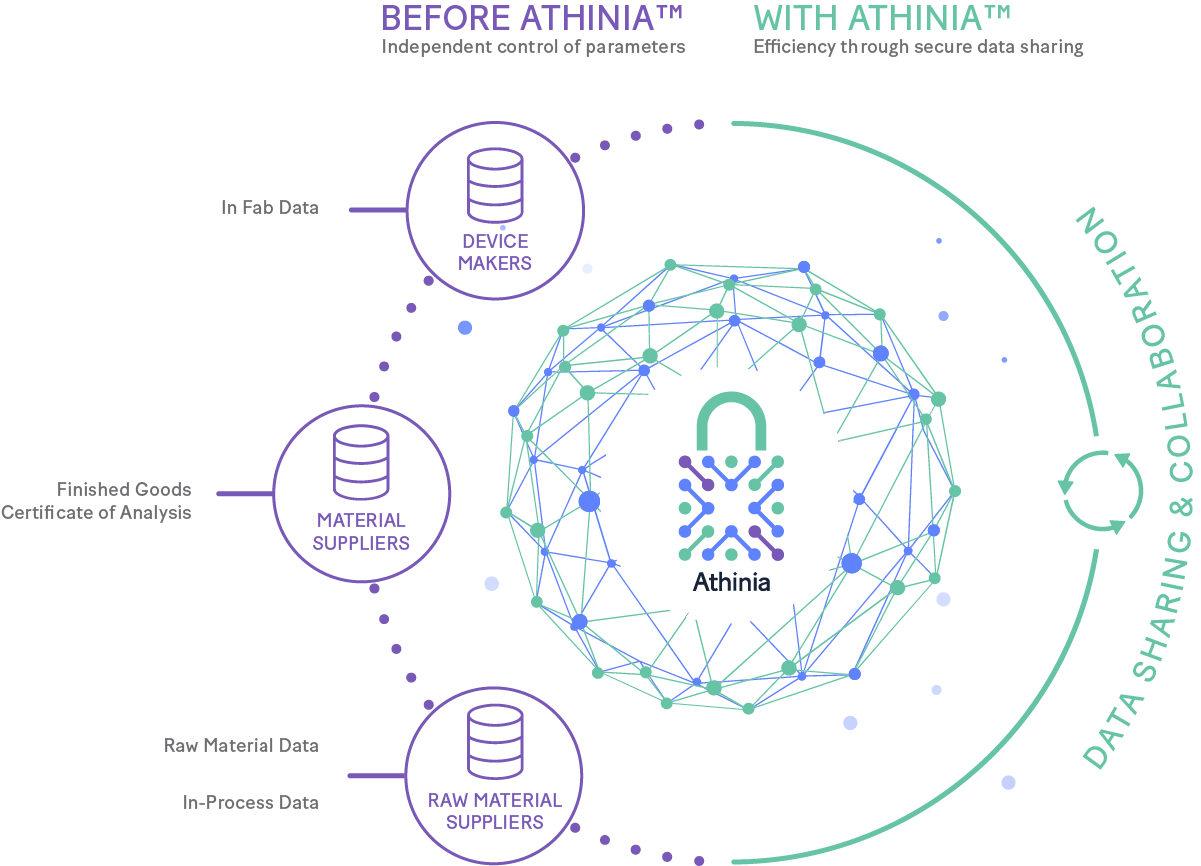 BEFORE ATHINIA™
Independent control of parameters
WITH ATHINIA™
Efficiency through secure data sharing
In Fab Data
DEVICE
MAKERS
Finished Goods
Certificate of Analysis
MATERIAL
SUPPLIERS
Raw Material Data
In-Process Data
RAW MATERIAL
SUPPLIERS
Athinia
DATA SHARING & COLLABORATION